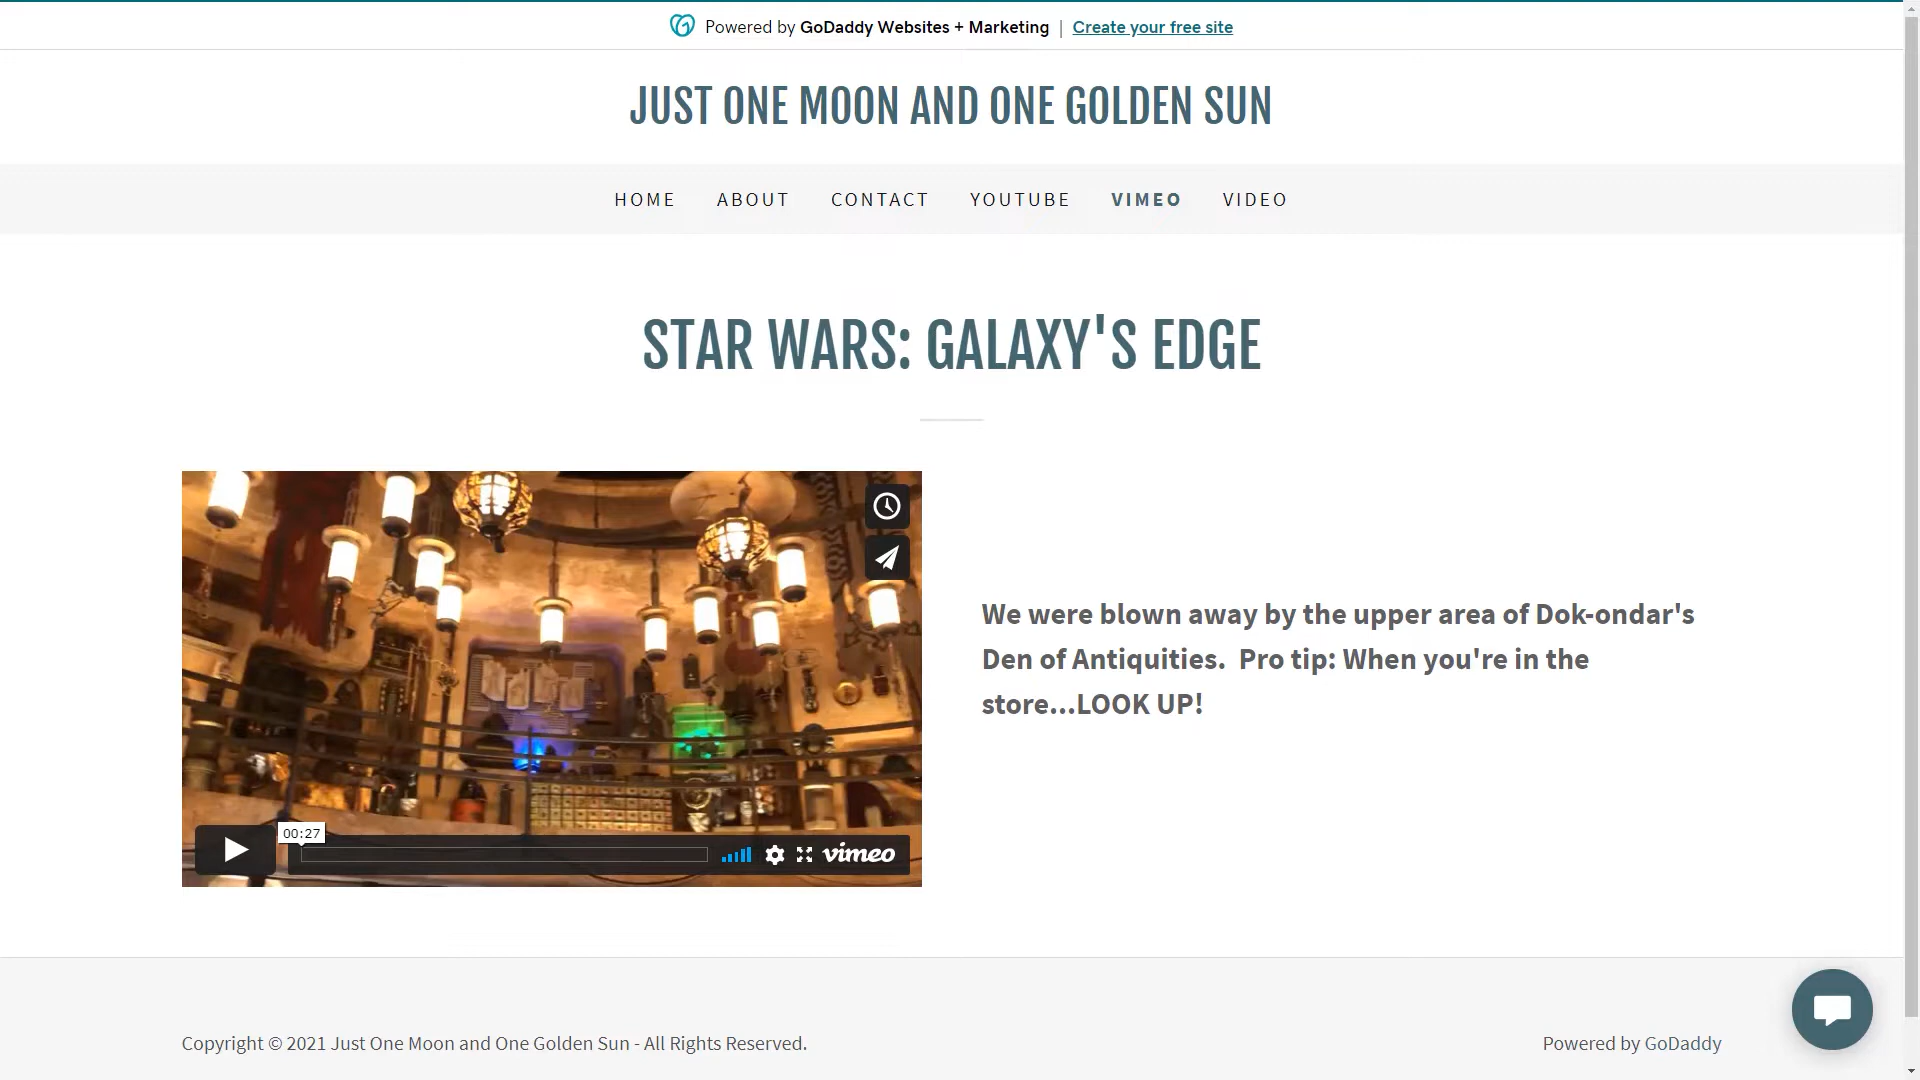 Powered by GoDaddy Websites + Marketing | Create your free site
JUST ONE MOON AND ONE GOLDEN SUN
HOME ABOUT CONTACT YOUTUBE VIMEO VIDEO
STAR WARS: GALAXY'S EDGE
We were blown away by the upper area of Dok-ondar's
Den of Antiquities. Pro tip: When you're in the
store...LOOK UP!
00:27
vimeo
Copyright © 2021 Just One Moon and One Golden Sun - All Rights Reserved.
Powered by GoDaddy